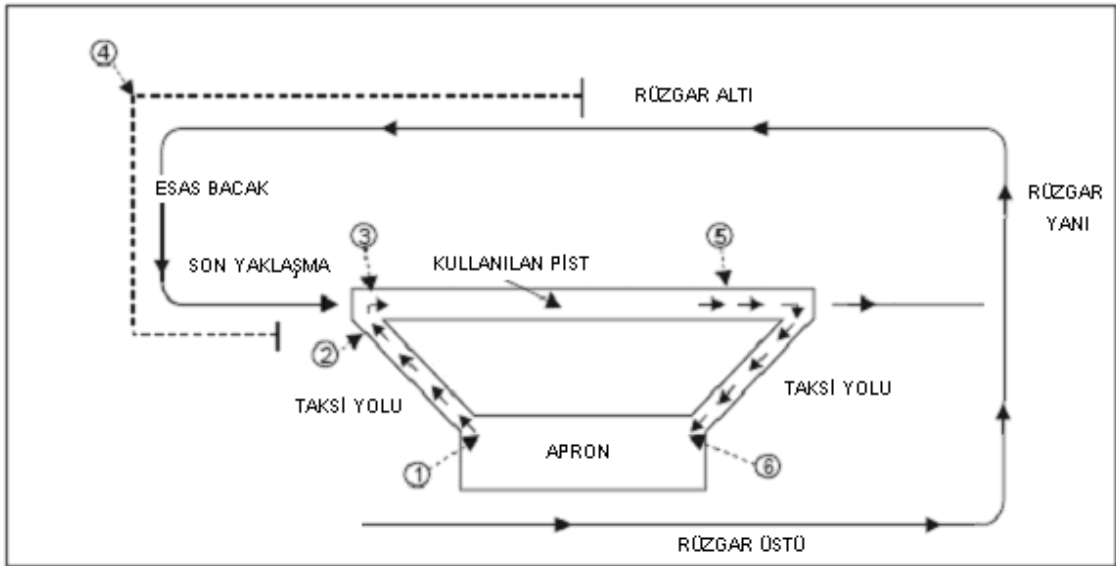 ④
RÜZGAR ALTI
ESAS BACAK
RÜZGAR
YANI
③
⑤
SON YAKLAŞMA
KULLANILAN PİST
②
TAKSİ YOLU
TAKSİ YOLU
APRON
①
⑥
RÜZGAR ÜSTÜ